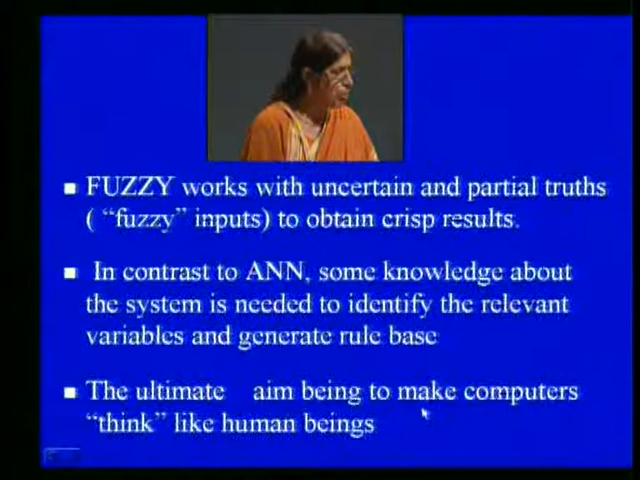 FUZZY works with uncertain and partial truths
( “fuzzy” inputs) to obtain crisp results.
In contrast to ANN, some knowledge about
the system is needed to identify the relevant
variables and generate rule base
The ultimate aim being to make computers
“think” like human beings